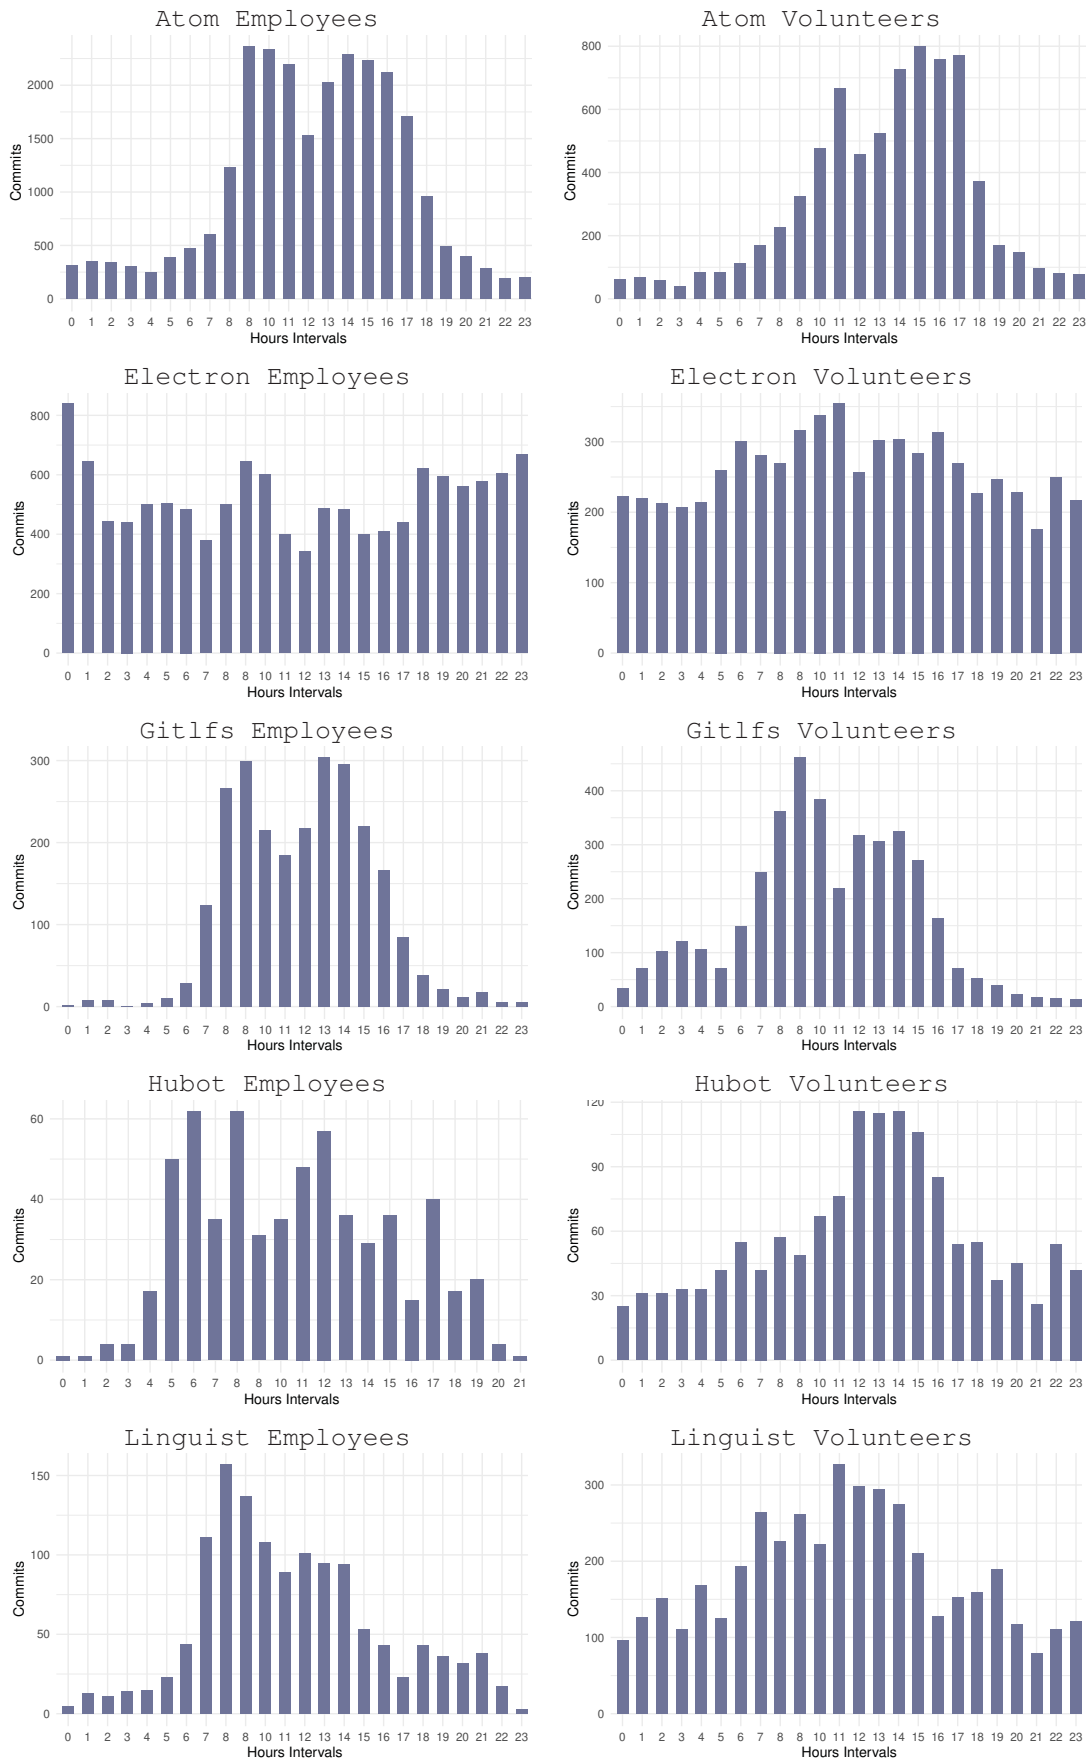 Atom Employees
Commits
2000
1500
1000
500
0
0 1 2 3 4 5 6 7 8 9 10 11 12 13 14 15 16 17 18 19 20 21 22 23
Hours Intervals
Atom Volunteers
Commits
800
600
400
200
0
0 1 2 3 4 5 6 7 8 9 10 11 12 13 14 15 16 17 18 19 20 21 22 23
Hours Intervals
Electron Employees
Commits
800
600
400
200
0
0 1 2 3 4 5 6 7 8 9 10 11 12 13 14 15 16 17 18 19 20 21 22 23
Hours Intervals
Electron Volunteers
Commits
300
200
100
0
0 1 2 3 4 5 6 7 8 9 10 11 12 13 14 15 16 17 18 19 20 21 22 23
Hours Intervals
Gitlfs Employees
Commits
300
200
100
0
0 1 2 3 4 5 6 7 8 9 10 11 12 13 14 15 16 17 18 19 20 21 22 23
Hours Intervals
Gitlfs Volunteers
Commits
400
300
200
100
0
0 1 2 3 4 5 6 7 8 9 10 11 12 13 14 15 16 17 18 19 20 21 22 23
Hours Intervals
Hubot Employees
Commits
60
40
20
0
0 1 2 3 4 5 6 7 8 9 10 11 12 13 14 15 16 17 18 19 20 21
Hours Intervals
Hubot Volunteers
Commits
120
90
60
30
0
0 1 2 3 4 5 6 7 8 9 10 11 12 13 14 15 16 17 18 19 20 21 22 23
Hours Intervals
Linguist Employees
Commits
150
100
50
0
0 1 2 3 4 5 6 7 8 9 10 11 12 13 14 15 16 17 18 19 20 21 22 23
Hours Intervals
Linguist Volunteers
Commits
300
200
100
0
0 1 2 3 4 5 6 7 8 9 10 11 12 13 14 15 16 17 18 19 20 21 22 23
Hours Intervals